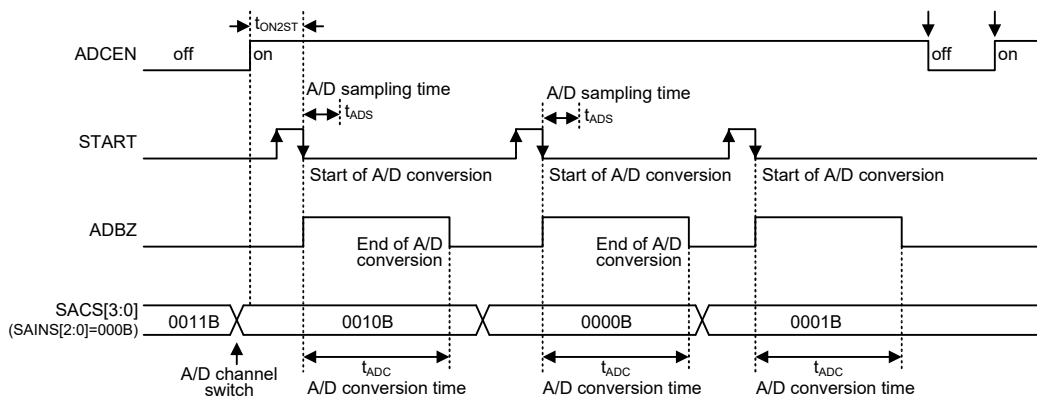 tON2ST
ADCEN
off
on
off
on
A/D sampling time
tADS
A/D sampling time
tADS
START
Start of A/D conversion
Start of A/D conversion
Start of A/D conversion
ADBZ
End of A/D
conversion
End of A/D
conversion
SACS[3:0]
(SAINS[2:0]=000B)
0011B
0010B
0000B
0001B
A/D channel
switch
tADC
A/D conversion time
tADC
A/D conversion time
tADC
A/D conversion time